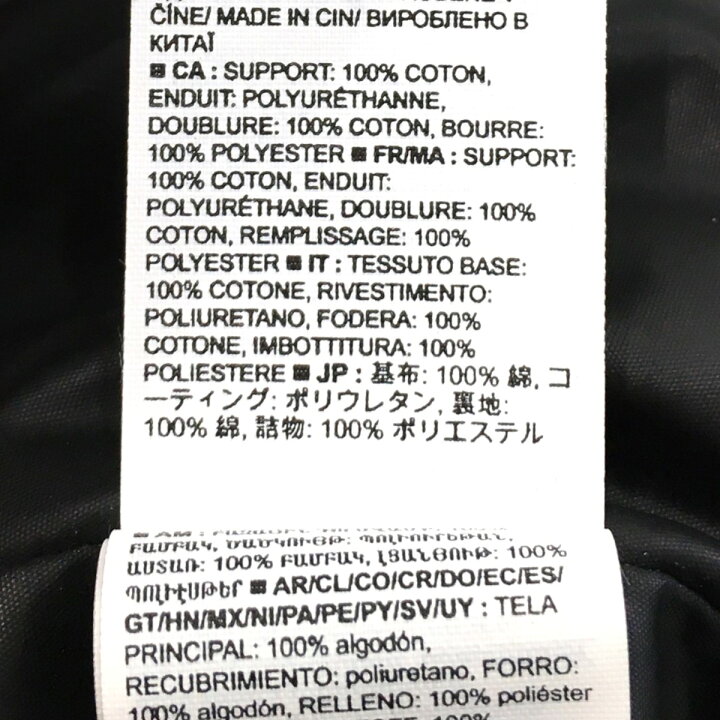 ČÍNE/ MADE IN CIN/ ВИРОБЛЕНО В
КИТАЇ
■ CA : SUPPORT: 100% COTON,
ENDUIT: POLYURÉTHANNE,
DOUBLURE: 100% COTON, BOURRE:
100% POLYESTER ■ FR/MA : SUPPORT:
100% COTON, ENDUIT:
POLYURÉTHANE, DOUBLURE: 100%
COTON, REMPLISSAGE: 100%
POLYESTER ■ IT : TESSUTO BASE:
100% COTONE, RIVESTIMENTO:
POLIURETANO, FODERA: 100%
COTONE, IMBOTTITURA: 100%
POLIESTERE ■ JP : 基布: 100% 綿, コ
ーティング: ポリウレタン, 裏地:
100% 綿, 詰物: 100% ポリエステル
ԲԱՄԲԱԿ, ԾԱԾԿՈՒՅԹ: ՊՈԼԻՈՒՐԵԹԱՆ,
ԱՍՏԱՌ: 100% ԲԱՄԲԱԿ, ԼՑԱՆՅՈՒԹ: 100%
ՊՈԼԻԷՍԹԵՐ ■ AR/CL/CO/CR/DO/EC/ES/
GT/HN/MX/NI/PA/PE/PY/SV/UY : TELA
PRINCIPAL: 100% algodón,
RECUBRIMIENTO: poliuretano, FORRO:
100% algodón, RELLENO: 100% poliéster